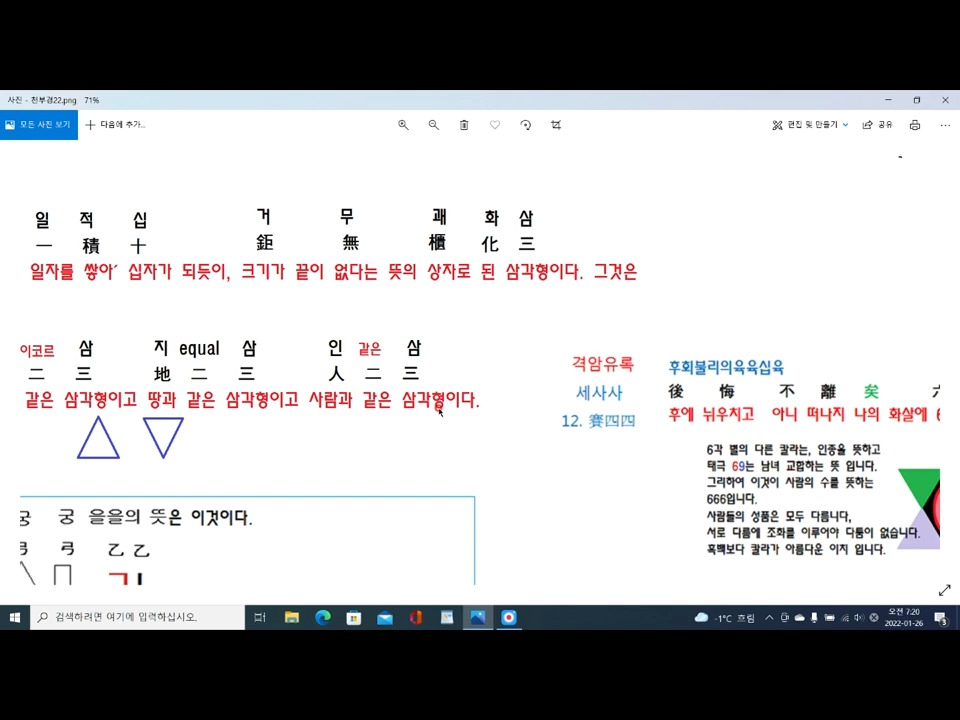 사진 - 천부경22.png 71%
모든 사진 보기 다음에 추가... 편집 및 만들기 공유
일 적 십 거 무 괘 화 삼
一 積 十 鉅 無 櫃 化 三
일자를 쌓아 십자가 되듯이, 크기가 끝이 없다는 뜻의 상자로 된 삼각형이다. 그것은
이코르 삼 지 equal 삼 인 같은 삼
二 三 地 二 三 人 二 三
같은 삼각형이고 땅과 같은 삼각형이고 사람과 같은 삼각형이다.
격암유록
세사사
12. 賽四四
후회불리의육육십육
後 悔 不 離 矣
후에 뉘우치고 아니 떠나지 나의 화살에 6
6각 별의 다른 칼라는, 인종을 뜻하고
태극 69는 남녀 교합하는 뜻 입니다.
그리하여 이것이 사람의 수를 뜻하는
666입니다.
사람들의 성품은 모두 다릅니다,
서로 다름에 조화를 이루어야 다툼이 없습니다.
흑백보다 칼라가 아름다운 이치 입니다.
궁 궁 을을의 뜻은 이것이다.
弓 弓 乙 乙
검색하려면 여기에 입력하십시오.
-1°C 흐림
오전 7:20
2022-01-26
3